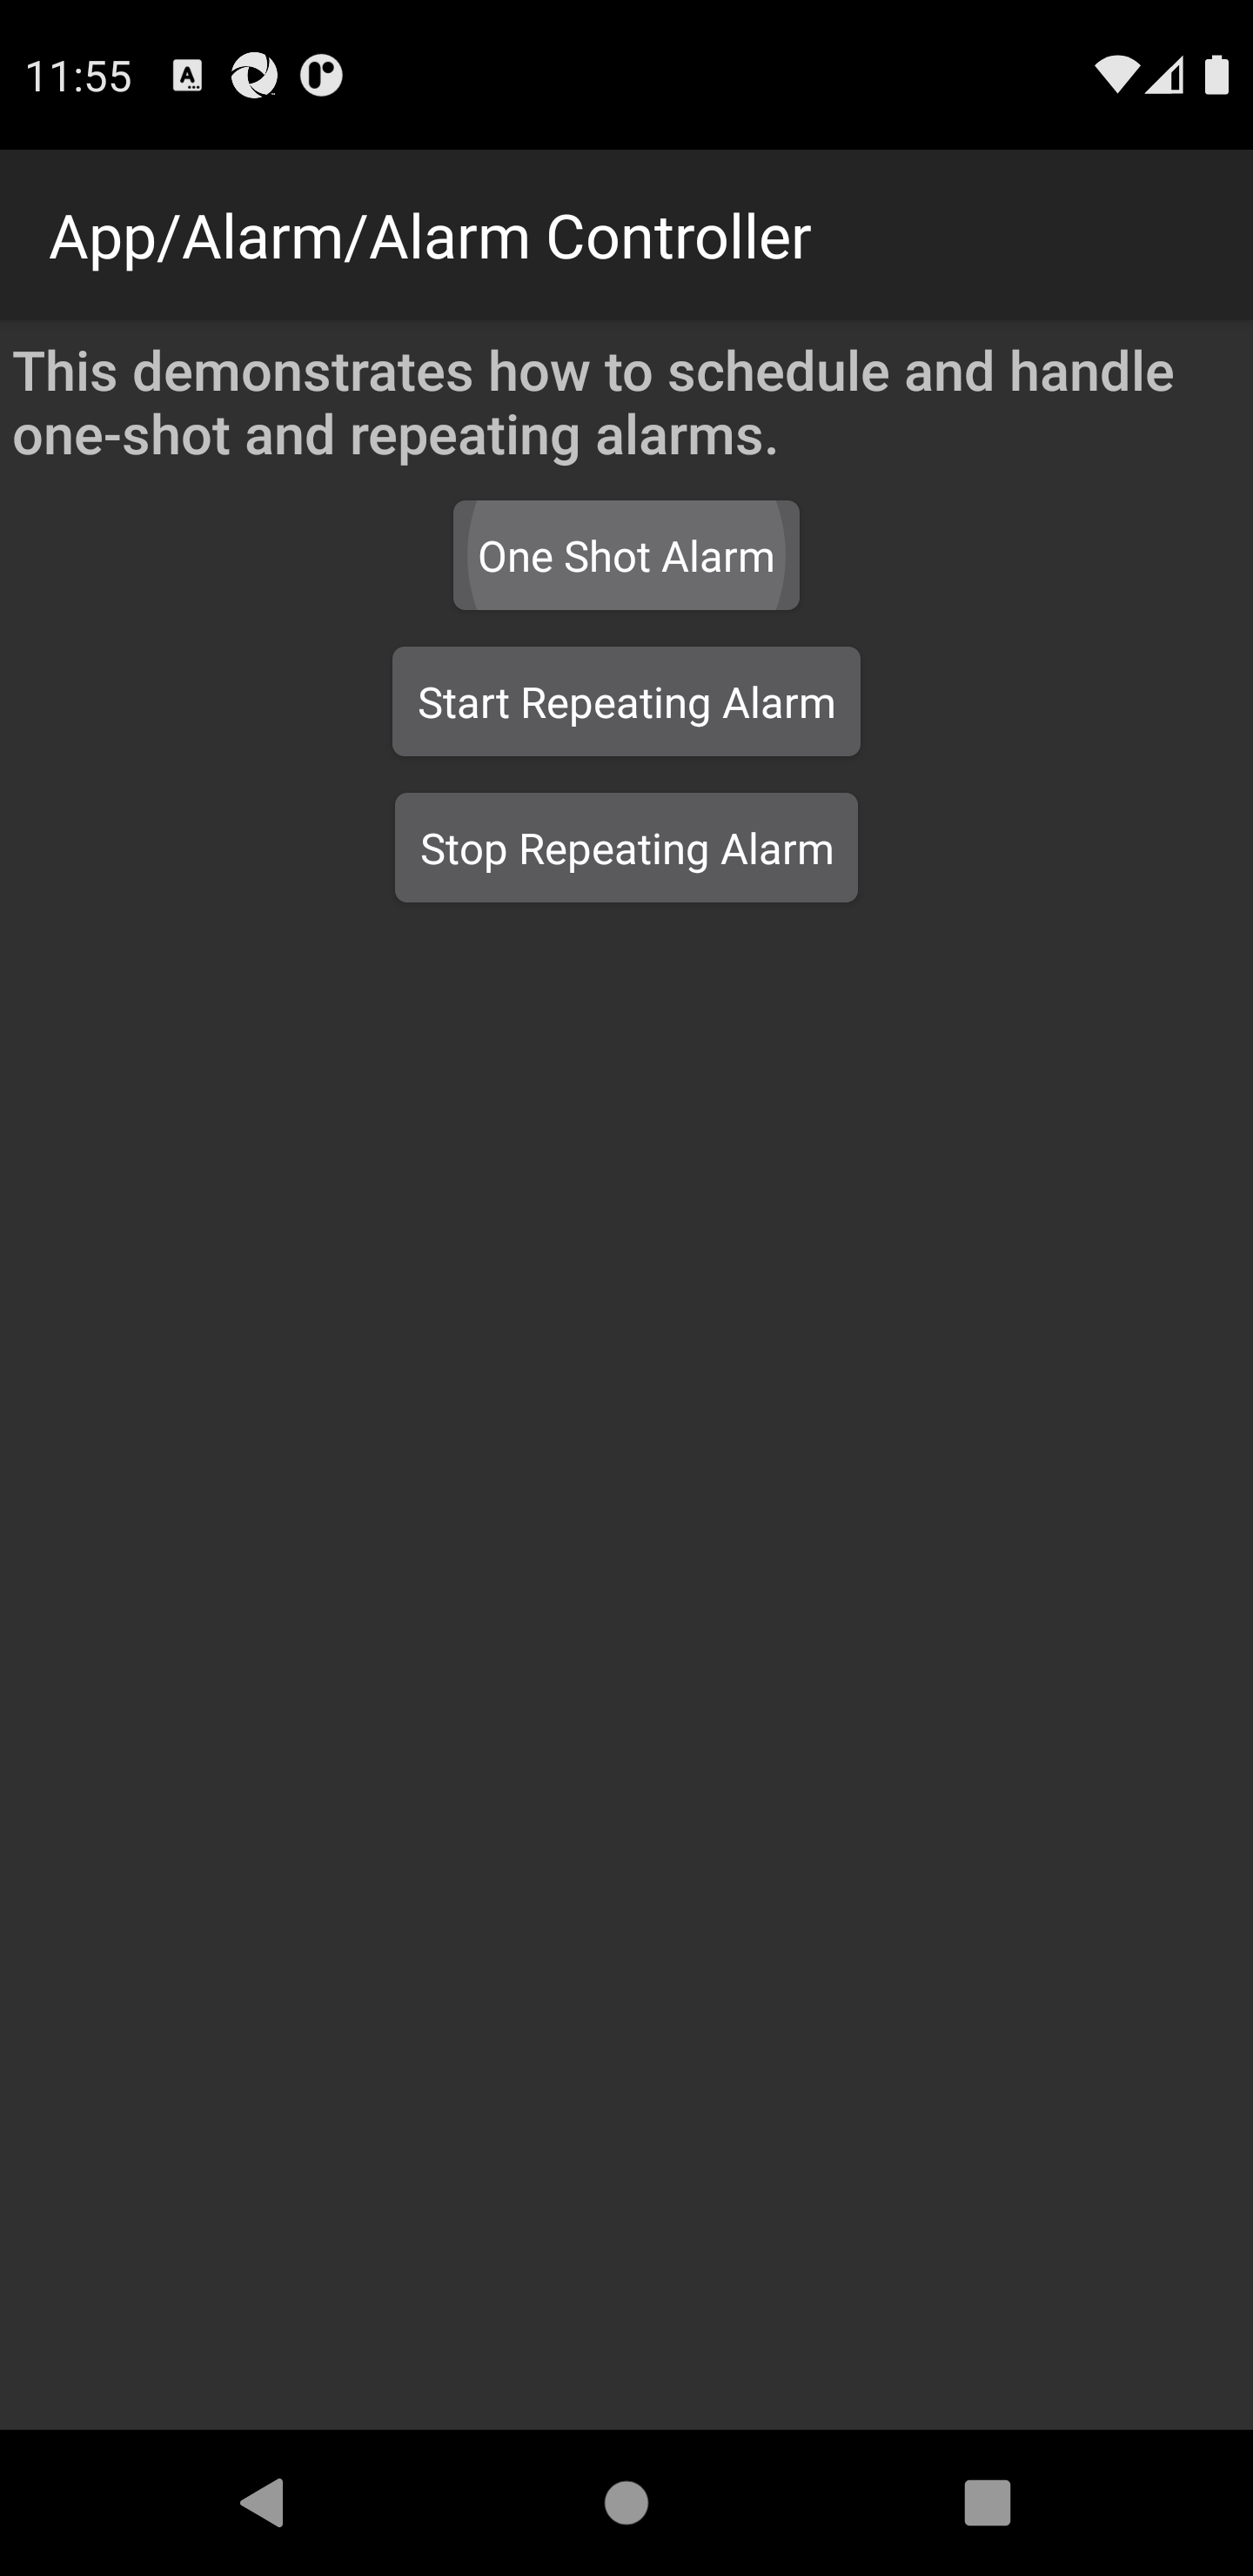 11:55
App/Alarm/Alarm Controller
This demonstrates how to schedule and handle
one-shot and repeating alarms.
One Shot Alarm
Start Repeating Alarm
Stop Repeating Alarm